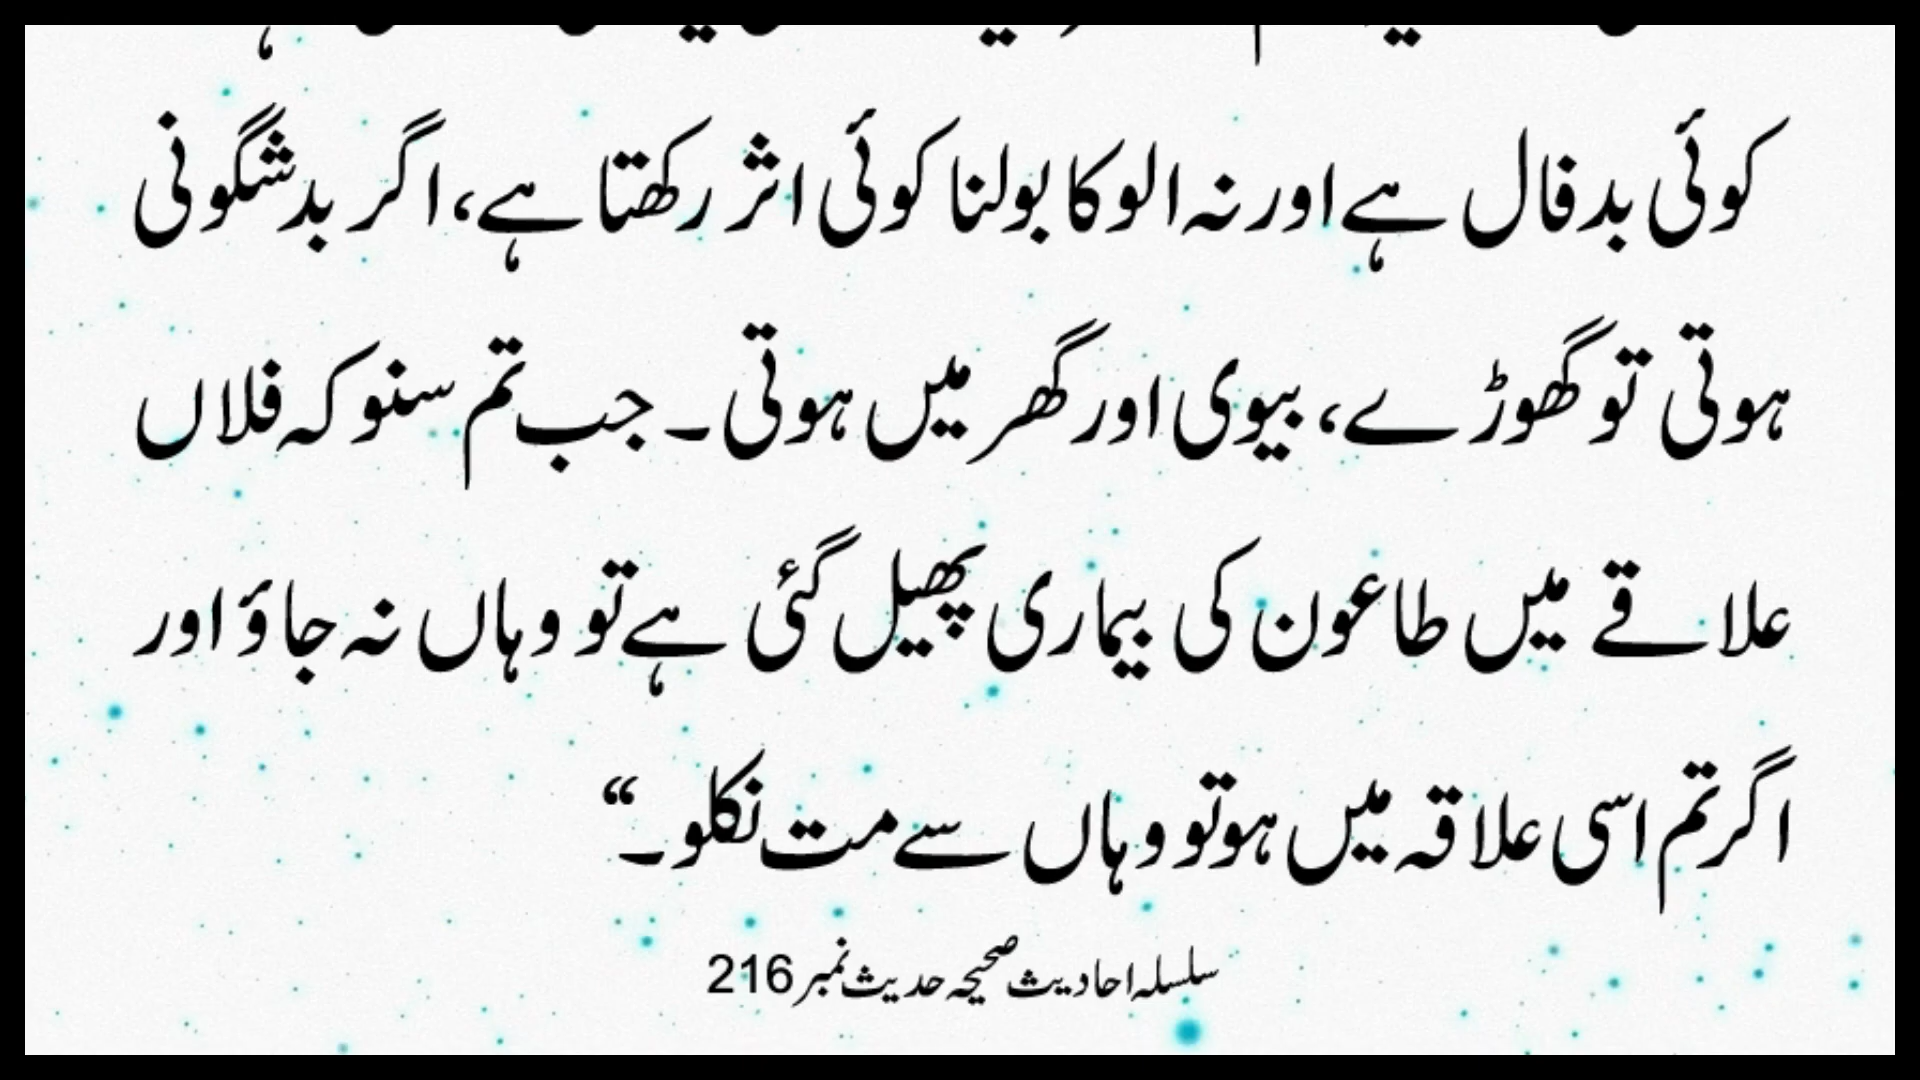 کوئی بدفال ہے اور نہ الو کا بولنا کوئی اثر رکھتا ہے، اگر بدشگونی
ہوتی تو گھوڑے، بیوی اور گھر میں ہوتی۔ جب تم سنو کہ فلاں
علاقے میں طاعون کی بیماری پھیل گئی ہے تو وہاں نہ جاؤ اور
اگر تم اسی علاقہ میں ہو تو وہاں سے مت نکلو۔“
سلسلہ احادیث صحیحہ حدیث نمبر 216